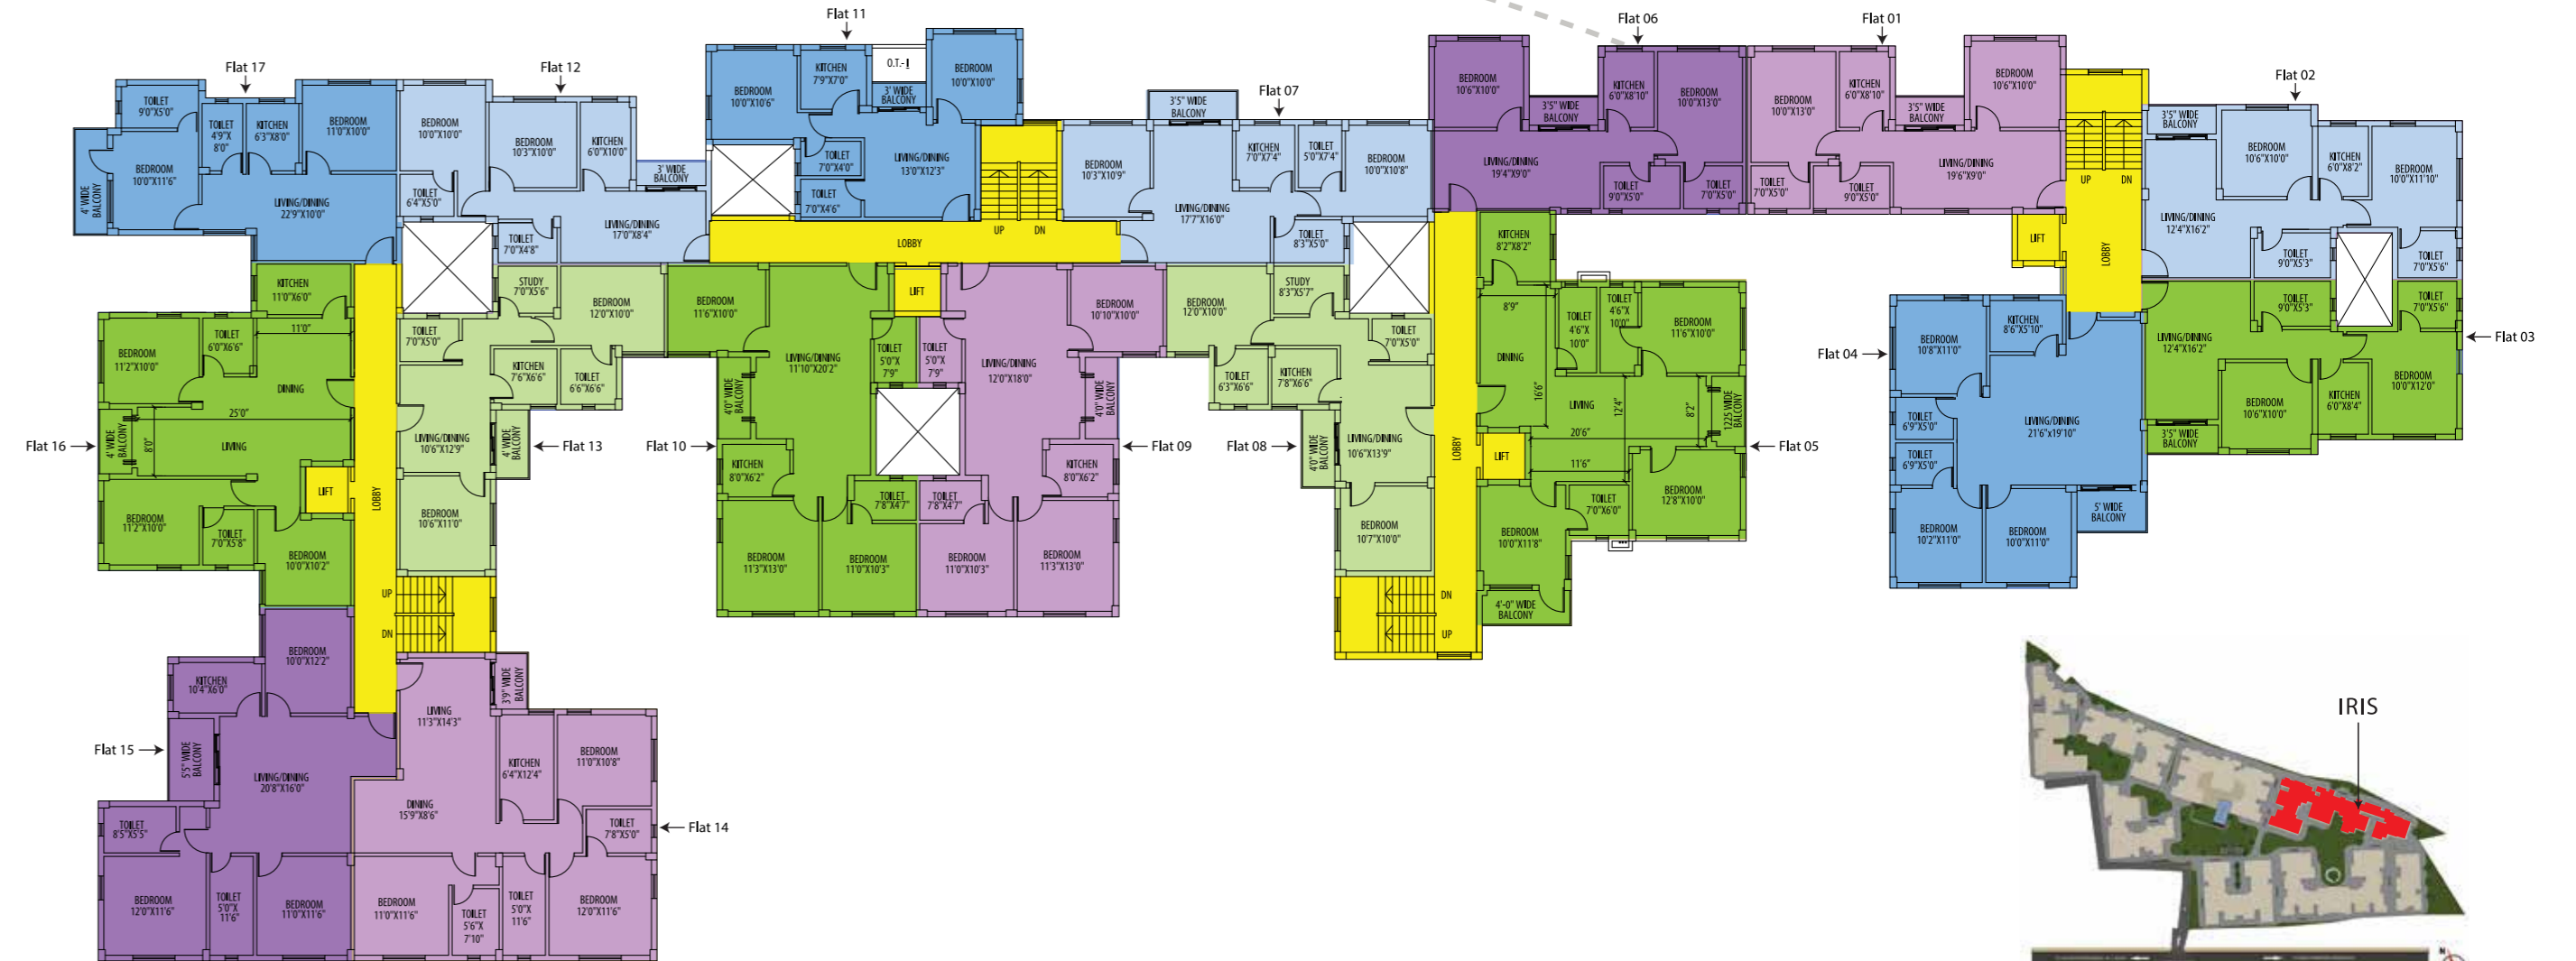 Flat 17
TOILET
9'0"X5'0"
TOILET
4'9"X
8'0"
KITCHEN
6'3"X8'0"
BEDROOM
11'0"X10'0"
BEDROOM
10'0"X11'6"
4' WIDE
BALCONY
LIVING/DINING
22'9"X10'0"
Flat 12
BEDROOM
10'0"X10'0"
BEDROOM
10'3"X10'0"
KITCHEN
6'0"X10'0"
3' WIDE
BALCONY
TOILET
6'4"X5'0"
LIVING/DINING
17'0"X8'4"
TOILET
7'0"X4'8"
Flat 11
BEDROOM
10'0"X10'6"
KITCHEN
7'9"X7'0"
O.T.-I
3' WIDE
BALCONY
BEDROOM
10'0"X10'0"
TOILET
7'0"X4'0"
TOILET
7'0"X4'6"
LIVING/DINING
13'0"X12'3"
UP
DN
LOBBY
LIFT
Flat 07
3'5" WIDE
BALCONY
BEDROOM
10'3"X10'9"
KITCHEN
7'0"X7'4"
TOILET
5'0"X7'4"
BEDROOM
10'0"X10'8"
LIVING/DINING
17'7"X16'0"
TOILET
8'3"X5'0"
Flat 06
BEDROOM
10'6"X10'0"
3'5" WIDE
BALCONY
KITCHEN
6'0"X8'10"
BEDROOM
10'0"X13'0"
LIVING/DINING
19'4"X9'0"
TOILET
9'0"X5'0"
TOILET
7'0"X5'0"
Flat 01
BEDROOM
10'0"X13'0"
KITCHEN
6'0"X8'10"
3'5" WIDE
BALCONY
BEDROOM
10'6"X10'0"
TOILET
7'0"X5'0"
TOILET
9'0"X5'0"
LIVING/DINING
19'6"X9'0"
UP
DN
LIFT
LOBBY
Flat 02
3'5" WIDE
BALCONY
BEDROOM
10'6"X10'0"
KITCHEN
6'0"X8'2"
BEDROOM
10'0"X11'10"
LIVING/DINING
12'4"X16'2"
TOILET
9'0"X5'3"
TOILET
7'0"X5'6"
Flat 03
TOILET
9'0"X5'3"
TOILET
7'0"X5'6"
LIVING/DINING
12'4"X16'2"
BEDROOM
10'6"X10'0"
KITCHEN
6'0"X8'4"
BEDROOM
10'0"X12'0"
3'5" WIDE
BALCONY
Flat 04
BEDROOM
10'8"X11'0"
KITCHEN
8'6"X5'10"
TOILET
6'9"X5'0"
TOILET
6'9"X5'0"
LIVING/DINING
21'6"x19'10"
BEDROOM
10'2"X11'0"
BEDROOM
10'0"X11'0"
5' WIDE
BALCONY
Flat 16
KITCHEN
11'0"X6'0"
11'0"
BEDROOM
11'2"X10'0"
TOILET
6'0"X6'6"
DINING
25'0"
4' WIDE
BALCONY
8'0"
LIVING
LIFT
BEDROOM
11'2"X10'0"
TOILET
7'0"X5'8"
BEDROOM
10'0"X10'2"
LOBBY
UP
DN
Flat 13
STUDY
7'0"X5'6"
BEDROOM
12'0"X10'0"
TOILET
7'0"X5'0"
KITCHEN
7'6"X6'6"
TOILET
6'6"X6'6"
LIVING/DINING
10'6"X12'9"
4' WIDE
BALCONY
BEDROOM
10'6"X11'0"
Flat 10
BEDROOM
11'6"X10'0"
LIVING/DINING
11'10"X20'2"
TOILET
5'0"X
7'9"
4'0" WIDE
BALCONY
KITCHEN
8'0"X6'2"
TOILET
7'8"X4'7"
BEDROOM
11'3"X13'0"
BEDROOM
11'0"X10'3"
Flat 09
BEDROOM
10'10"X10'0"
TOILET
5'0"X
7'9"
LIVING/DINING
12'0"X18'0"
4'0" WIDE
BALCONY
KITCHEN
8'0"X6'2"
TOILET
7'8"X4'7"
BEDROOM
11'0"X10'3"
BEDROOM
11'3"X13'0"
Flat 08
BEDROOM
12'0"X10'0"
STUDY
8'3"X5'7"
TOILET
7'0"X5'0"
TOILET
6'3"X6'6"
KITCHEN
7'8"X6'6"
LIVING/DINING
10'6"X13'9"
4'0" WIDE
BALCONY
BEDROOM
10'7"X10'0"
DN
UP
LOBBY
LIFT
Flat 05
KITCHEN
8'2"X8'2"
8'9"
TOILET
4'6"X
10'0"
TOILET
4'6"X
10'0"
BEDROOM
11'6"X10'0"
DINING
16'6"
LIVING
12'4"
8'2"
1225 WIDE
BALCONY
20'6"
11'6"
BEDROOM
12'8"X10'0"
TOILET
7'0"X6'0"
BEDROOM
10'0"X11'8"
4'-0" WIDE
BALCONY
Flat 15
BEDROOM
10'0"X12'2"
KITCHEN
10'4"X6'0"
5'5" WIDE
BALCONY
LIVING/DINING
20'8"X16'0"
TOILET
8'5"X5'5"
BEDROOM
12'0"X11'6"
TOILET
5'0"X
11'6"
BEDROOM
11'0"X11'6"
Flat 14
3'9" WIDE
BALCONY
LIVING
11'3"X14'3"
KITCHEN
6'4"X12'4"
BEDROOM
11'0"X10'8"
DINING
15'9"X8'6"
TOILET
7'8"X5'0"
BEDROOM
11'0"X11'6"
TOILET
5'6"X
7'10"
TOILET
5'0"X
11'6"
BEDROOM
12'0"X11'6"
IRIS
N